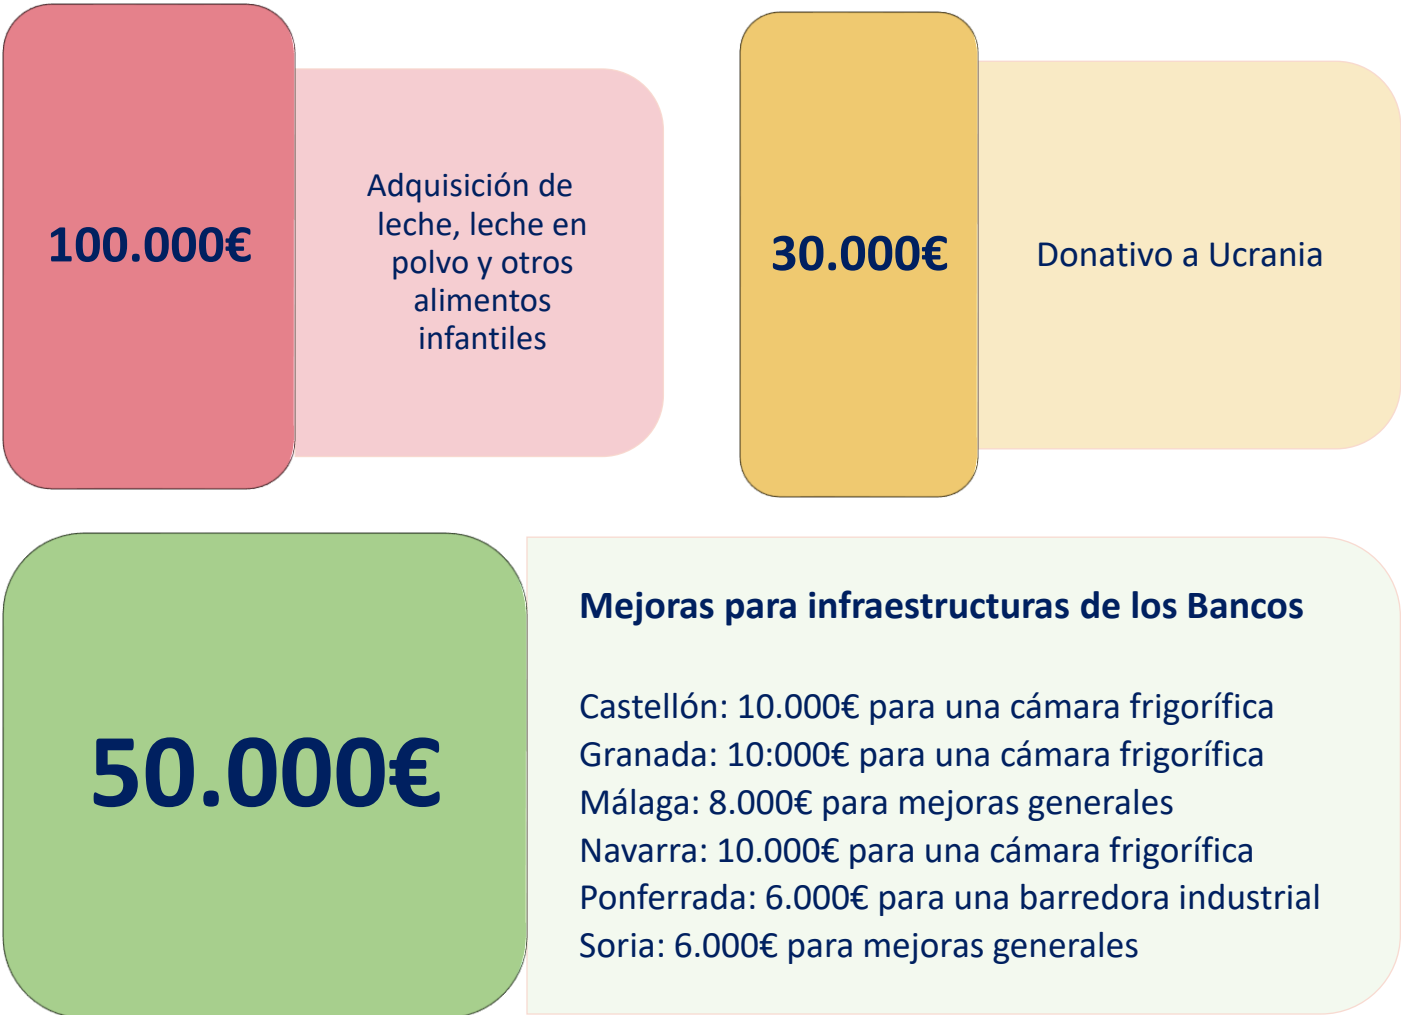 100.000€
Adquisición de
leche, leche en
polvo y otros
alimentos
infantiles
30.000€
Donativo a Ucrania
50.000€
Mejoras para infraestructuras de los Bancos
Castellón: 10.000€ para una cámara frigorífica
Granada: 10:000€ para una cámara frigorífica
Málaga: 8.000€ para mejoras generales
Navarra: 10.000€ para una cámara frigorífica
Ponferrada: 6.000€ para una barredora industrial
Soria: 6.000€ para mejoras generales